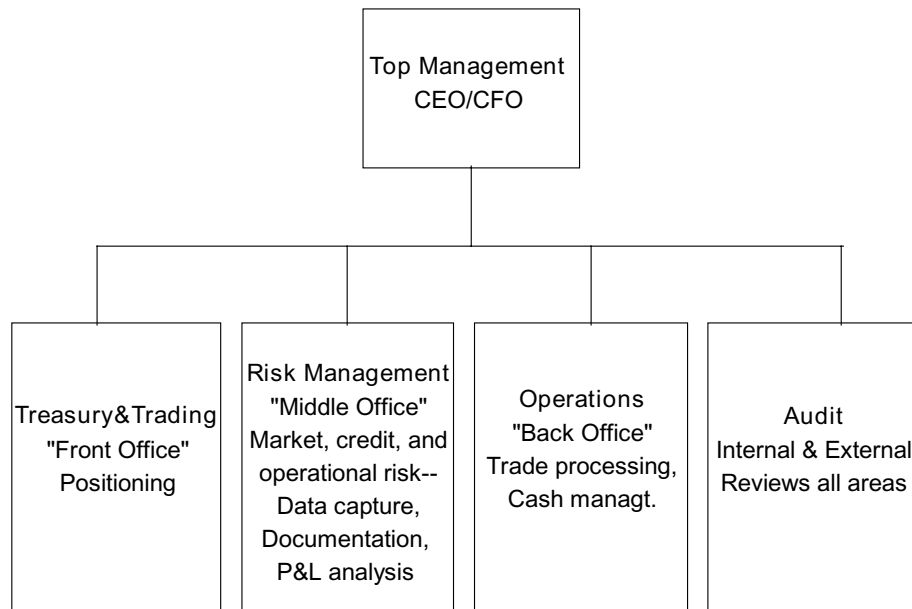 Top Management
CEO/CFO
Treasury&Trading
"Front Office"
Positioning
Risk Management
"Middle Office"
Market, credit, and
operational risk--
Data capture,
Documentation,
P&L analysis
Operations
"Back Office"
Trade processing,
Cash managt.
Audit
Internal & External
Reviews all areas